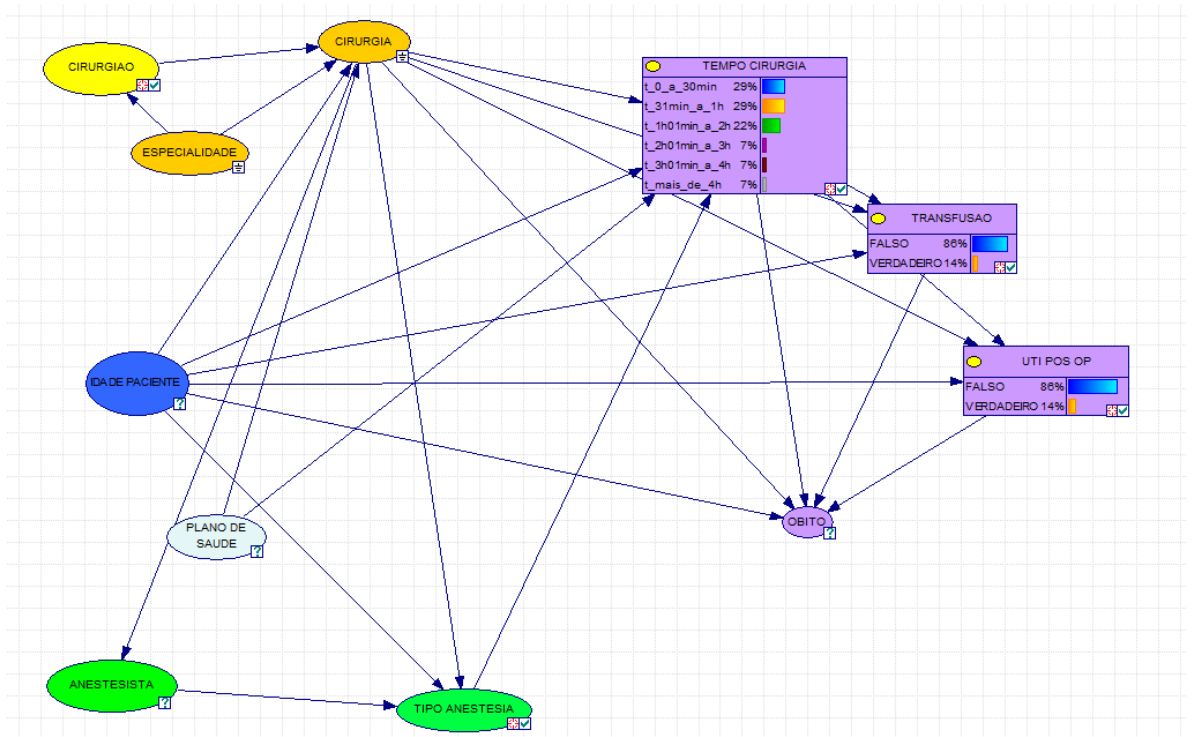 CIRURGIA
CIRURGIAO
ESPECIALIDADE
TEMPO CIRURGIA
t_0_a_30min 29%
t_31min_a_1h 29%
t_1h01min_a_2h 22%
t_2h01min_a_3h 7%
t_3h01min_a_4h 7%
t_mais_de_4h 7%
TRANSFUSAO
FALSO 86%
VERDADEIRO 14%
UTI POS OP
FALSO 86%
VERDADEIRO 14%
IDADE PACIENTE
?
PLANO DE
SAUDE
?
OBITO
?
ANESTESISTA
?
TIPO ANESTESIA